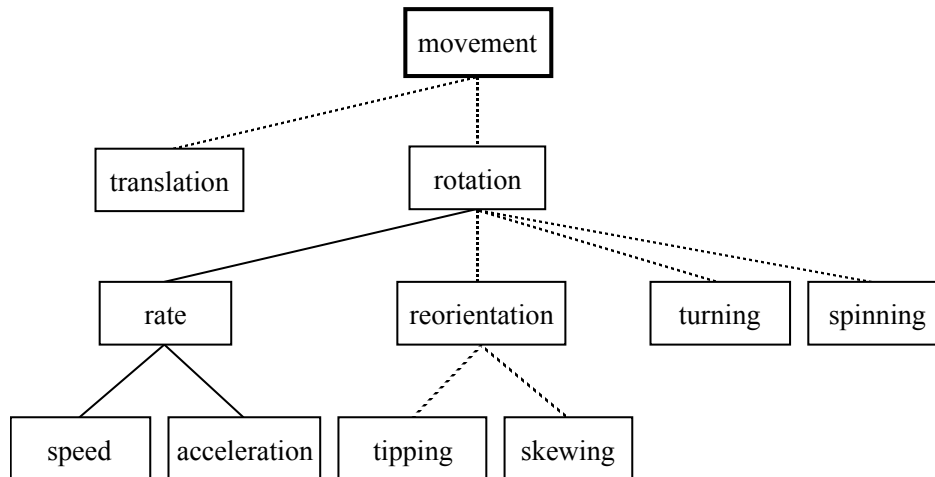 movement
translation
rotation
rate
reorientation
turning
spinning
speed
acceleration
tipping
skewing